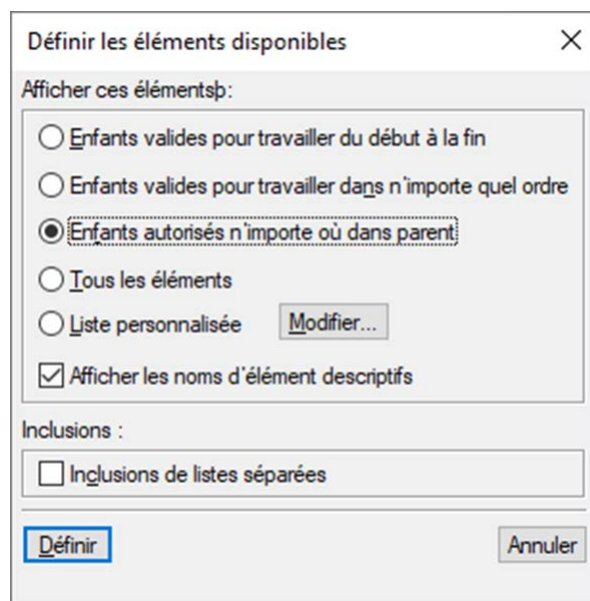 Définir les éléments disponibles
Afficher ces élémentsþ:
Enfants valides pour travailler du début à la fin
Enfants valides pour travailler dans n'importe quel ordre
Enfants autorisés n'importe où dans parent
Tous les éléments
Liste personnalisée Modifier...
Afficher les noms d'élément descriptifs
Inclusions :
Inclusions de listes séparées
Définir Annuler